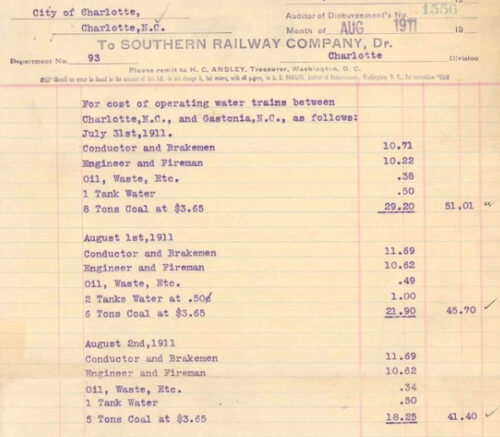 City of Charlotte,
Charlotte, N.C.
Auditor of Disbursement's No. 1556
Month of AUG 1911 19
To SOUTHERN RAILWAY COMPANY, Dr.
Department No. 93 Charlotte Division
Please remit to H. C. ANSLEY, Treasurer, Washington, D. C.
For cost of operating water trains between
Charlotte,N.C., and Gastonia,N.C., as follows:
July 31st,1911.
Conductor and Brakemen 10.71
Engineer and Fireman 10.22
Oil, Waste, Etc. .38
1 Tank Water .50
8 Tons Coal at $3.65 29.20 51.01
August 1st,1911
Conductor and Brakemen 11.69
Engineer and Fireman 10.62
Oil, Waste, Etc. .49
2 Tanks Water at .50¢ 1.00
6 Tons Coal at $3.65 21.90 45.70
August 2nd,1911
Conductor and Brakemen 11.69
Engineer and Fireman 10.62
Oil, Waste, Etc. .34
1 Tank Water .50
5 Tons Coal at $3.65 18.25 41.40